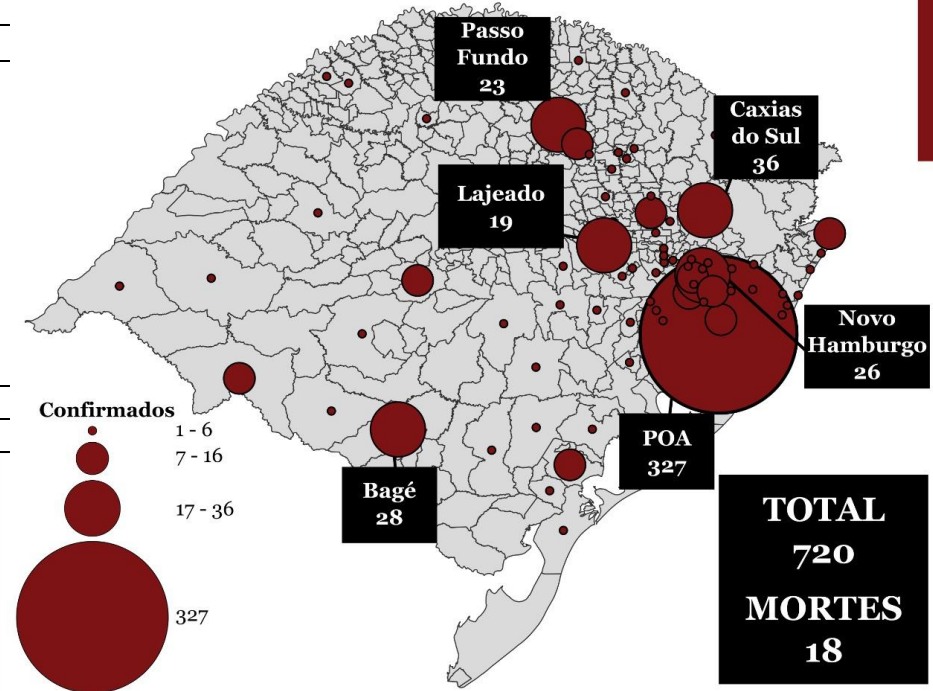 Passo
Fundo
23
Caxias
do Sul
36
Lajeado
19
Novo
Hamburgo
26
Confirmados
1 - 6
7 - 16
17 - 36
327
Bagé
28
POA
327
TOTAL
720
MORTES
18